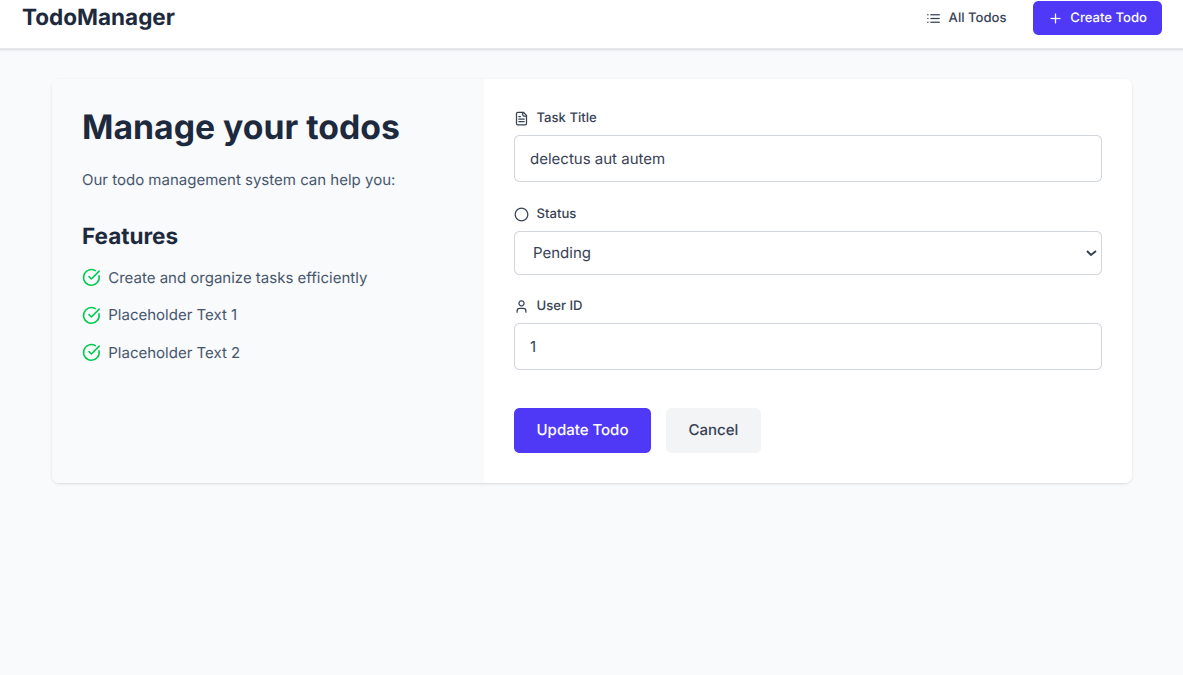 TodoManager
All Todos
Create Todo
Manage your todos
Our todo management system can help you:
Features
Create and organize tasks efficiently
Placeholder Text 1
Placeholder Text 2
Task Title
delectus aut autem
Status
Pending
User ID
1
Update Todo
Cancel